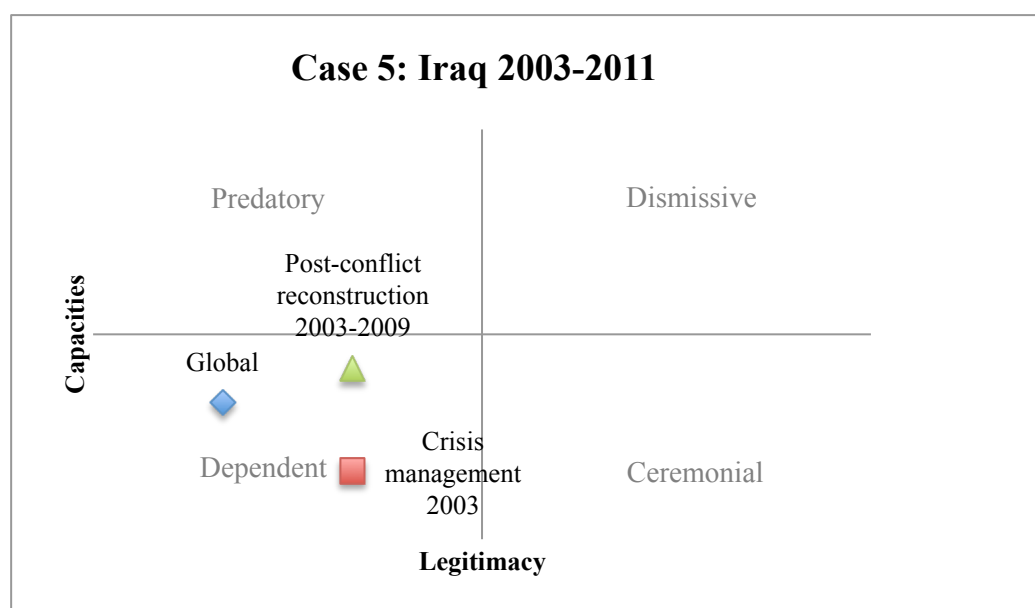 Case 5: Iraq 2003-2011
Predatory
Dismissive
Post-conflict
reconstruction
2003-2009
Capacities
Global
Crisis
management
2003
Dependent
Ceremonial
Legitimacy